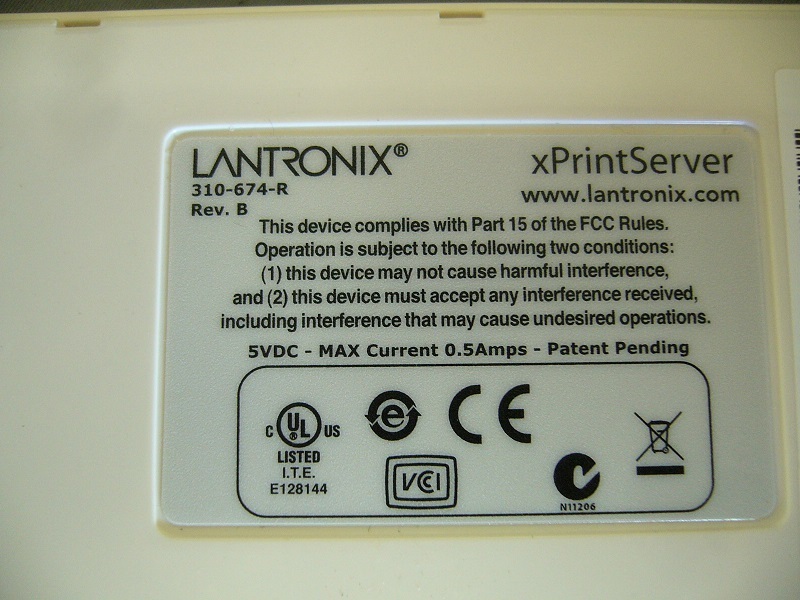 LANTRONIX®
xPrintServer
310-674-R
www.lantronix.com
Rev. B
This device complies with Part 15 of the FCC Rules.
Operation is subject to the following two conditions:
(1) this device may not cause harmful interference,
and (2) this device must accept any interference received,
including interference that may cause undesired operations.
5VDC - MAX Current 0.5Amps - Patent Pending
C UL® US
LISTED
I.T.E.
E128144
e
CE
VCI
N11206